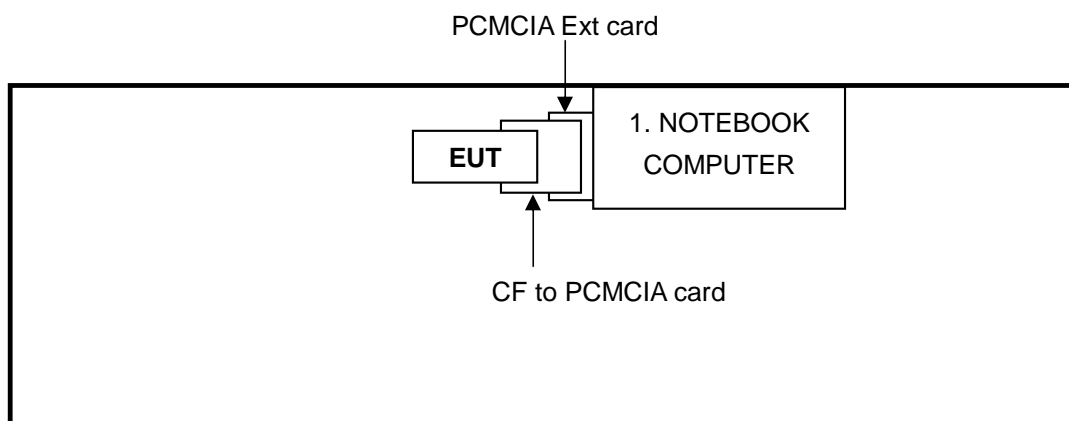 PCMCIA Ext card
1. NOTEBOOK
COMPUTER
EUT
CF to PCMCIA card